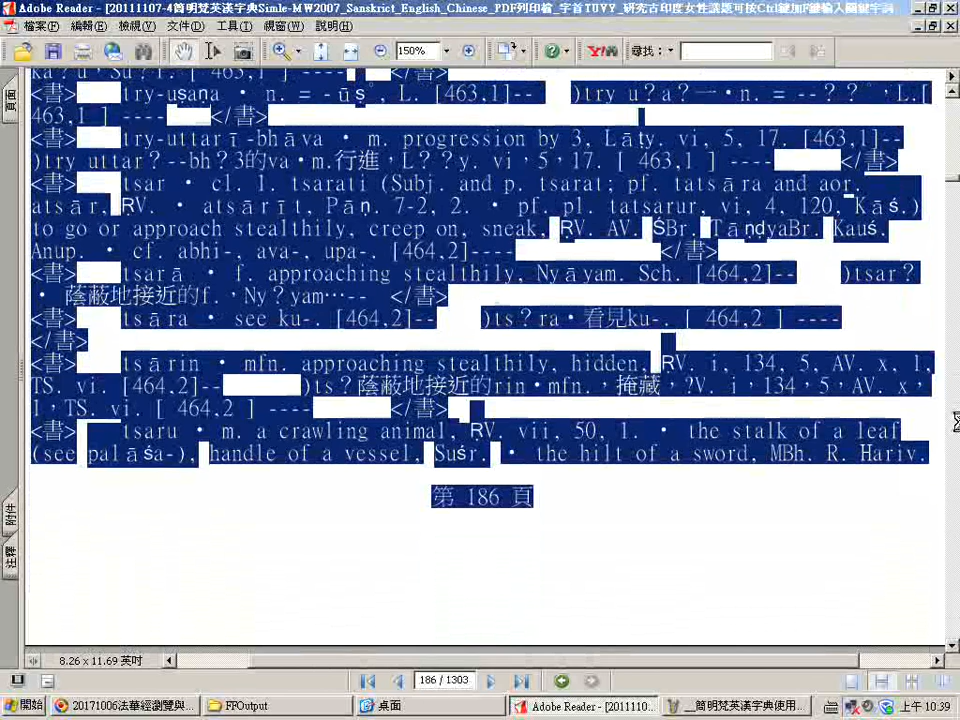 Adobe Reader - [20111107-4簡明梵英漢字典Simle-MW2007_Sanskrict_English_Chinese_PDF列印檔_字首TUVY_研究古印度女性議題可按Ctrl鍵加F鍵輸入關鍵字詞
檔案(F) 編輯(E) 檢視(V) 文件(D) 工具(T) 視窗(W) 說明(H)
150% Y! 尋找：
頁面
ka？u, Su？r. [ 463,1 ] ---- </書>
<書> try-uṣaṇa • n. = -ūṣ°, L. [463,1]-- )try u？a？一•n. = --？？°，L.[
463,1 ] ---- </書>
<書> try-uttarī-bhāva • m. progression by 3, Lāṭy. vi, 5, 17. [463,1]--
)try uttar？--bh？3的va•m.行進，L？？y. vi，5，17. [ 463,1 ] ---- </書>
<書> tsar • cl. 1. tsarati (Subj. and p. tsarat; pf. tatsāra and aor.
atsār, ṚV. • atsārīt, Pāṇ. 7-2, 2. • pf. pl. tatsarur, vi, 4, 120, Kāś.)
to go or approach stealthily, creep on, sneak, ṚV. AV. ŚBr. TāṇḍyaBr. Kauś.
Anup. • cf. abhi-, ava-, upa-. [464,2]---- </書>
<書> tsarā • f. approaching stealthily, Nyāyam. Sch. [464,2]-- )tsar？
• 蔭蔽地接近的f.，Ny？yam…-- </書>
<書> tsāra • see ku-. [464,2]-- )ts？ra•看見ku-. [ 464,2 ] ----
</書>
<書> tsārin • mfn. approaching stealthily, hidden, ṚV. i, 134, 5, AV. x, 1,
TS. vi. [464,2]-- )ts？蔭蔽地接近的rin•mfn.，掩藏，?V. i，134，5，AV. x，
1，TS. vi. [ 464,2 ] ---- </書>
<書> tsaru • m. a crawling animal, ṚV. vii, 50, 1. • the stalk of a leaf
(see palāśa-), handle of a vessel, Suśr. • the hilt of a sword, MBh. R. Hariv.
第 186 頁
附件
注釋
8.26 x 11.69 英吋
186 / 1303
開始 20171006法華經瀏覽與... FFOutput 桌面 Adobe Reader - [2011110... __簡明梵英字典使用... 上午 10:39